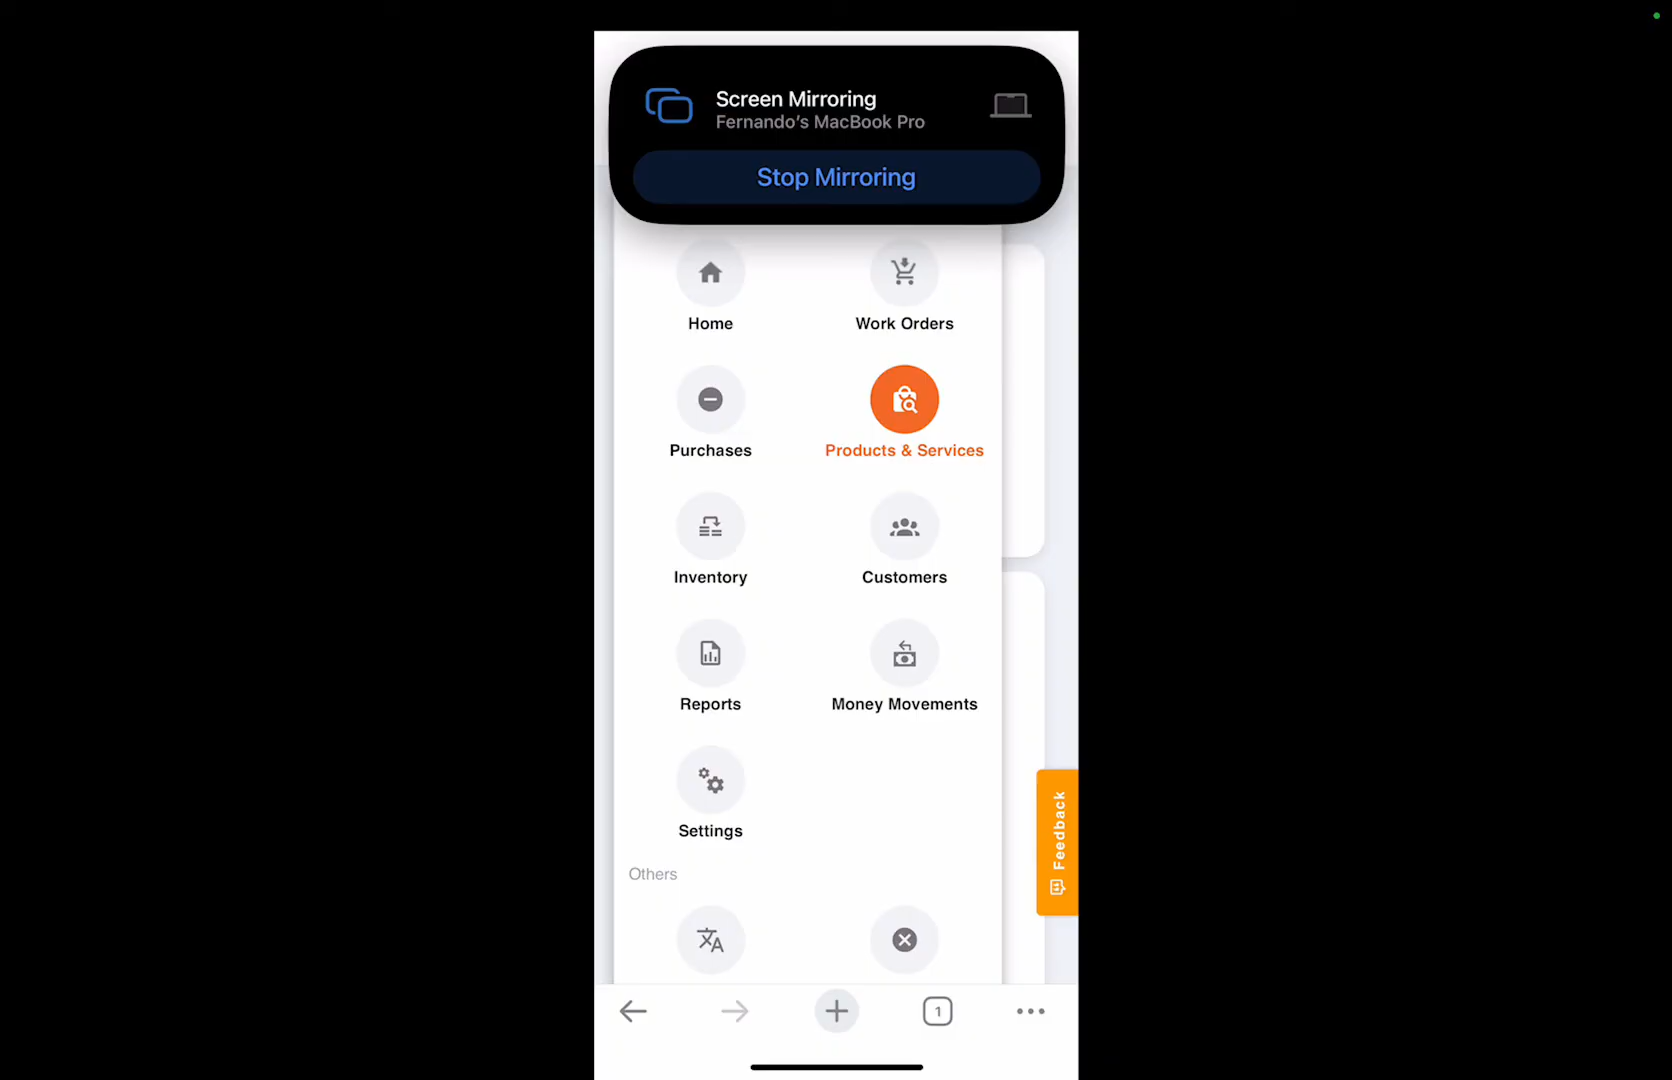 Screen Mirroring
Fernando’s MacBook Pro
Stop Mirroring
Home
Work Orders
Purchases
Products & Services
Inventory
Customers
Reports
Money Movements
Settings
Others
Feedback
1